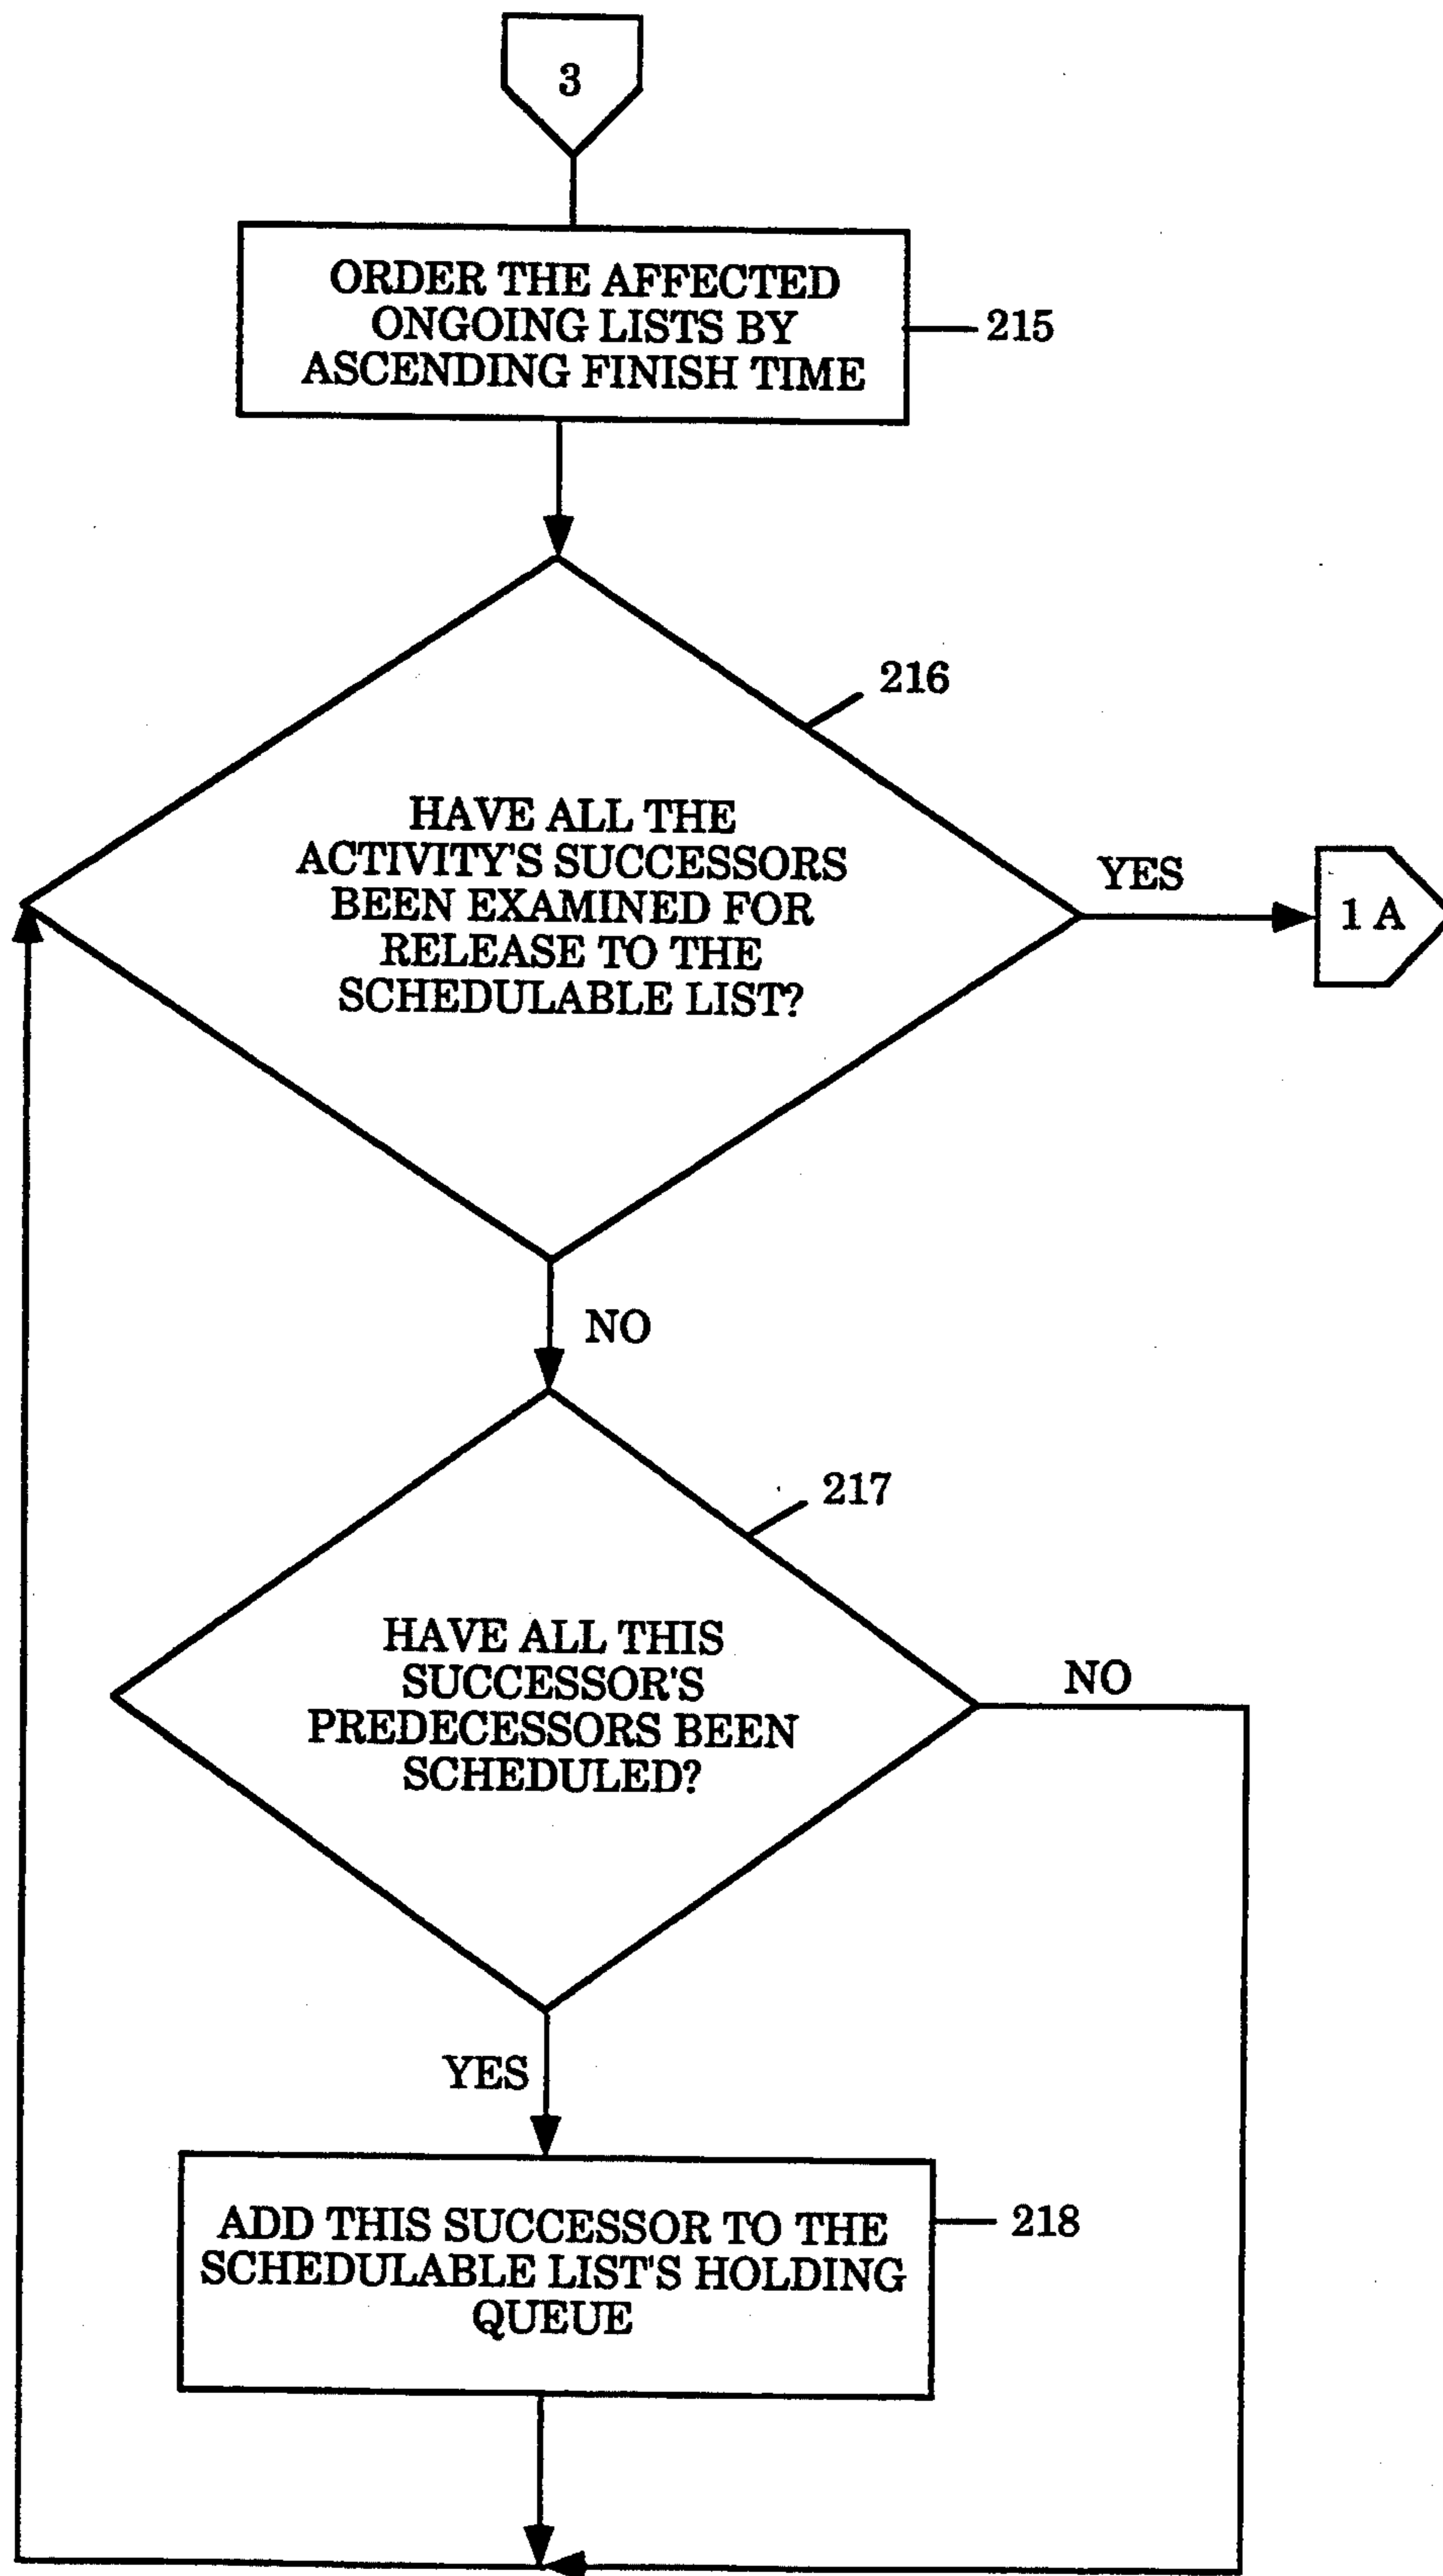 3
ORDER THE AFFECTED
ONGOING LISTS BY
ASCENDING FINISH TIME
215
216
HAVE ALL THE
ACTIVITY'S SUCCESSORS
BEEN EXAMINED FOR
RELEASE TO THE
SCHEDULABLE LIST?
YES
1 A
NO
217
HAVE ALL THIS
SUCCESSOR'S
PREDECESSORS BEEN
SCHEDULED?
NO
YES
ADD THIS SUCCESSOR TO THE
SCHEDULABLE LIST'S HOLDING
QUEUE
218